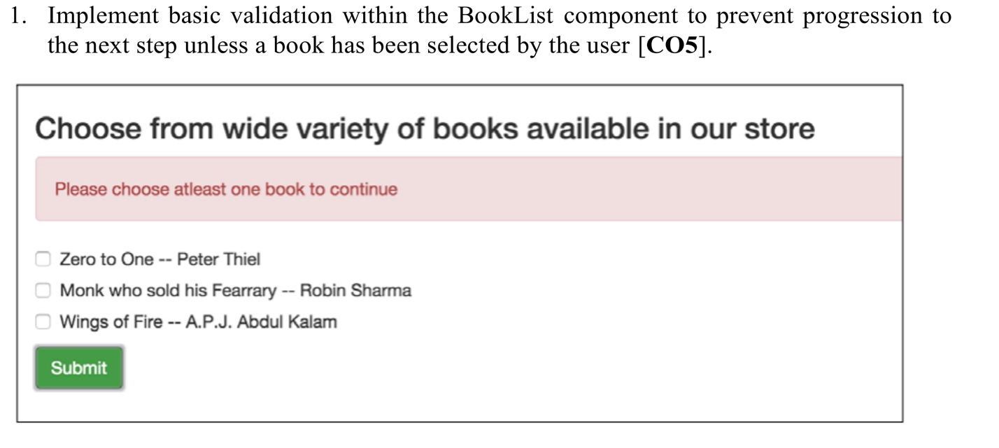 1. Implement basic validation within the BookList component to prevent progression to
the next step unless a book has been selected by the user [CO5].
Choose from wide variety of books available in our store
Please choose atleast one book to continue
Zero to One -- Peter Thiel
Monk who sold his Fearrary -- Robin Sharma
Wings of Fire -- A.P.J. Abdul Kalam
Submit